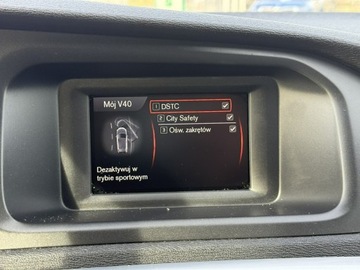 Mój V40
1 DSTC
2 City Safety
3 Ośw. zakrętów
Dezaktywuj w
trybie sportowym